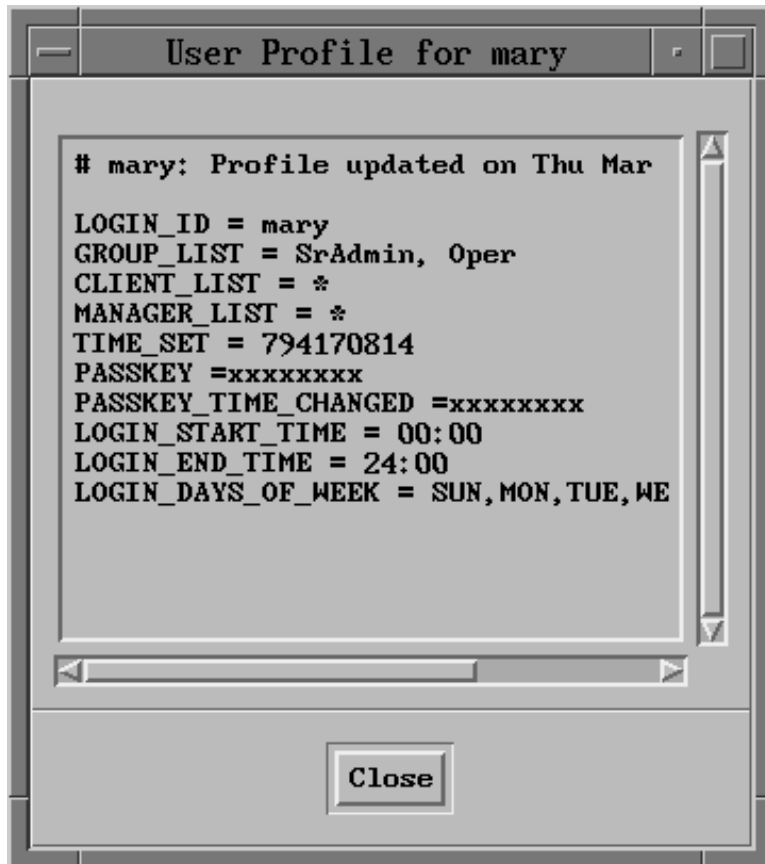 User Profile for mary
# mary: Profile updated on Thu Mar
LOGIN_ID = mary
GROUP_LIST = SrAdmin, Oper
CLIENT_LIST = *
MANAGER_LIST = *
TIME_SET = 794170814
PASSKEY =xxxxxxxx
PASSKEY_TIME_CHANGED =xxxxxxxx
LOGIN_START_TIME = 00:00
LOGIN_END_TIME = 24:00
LOGIN_DAYS_OF_WEEK = SUN,MON,TUE,WE
Close